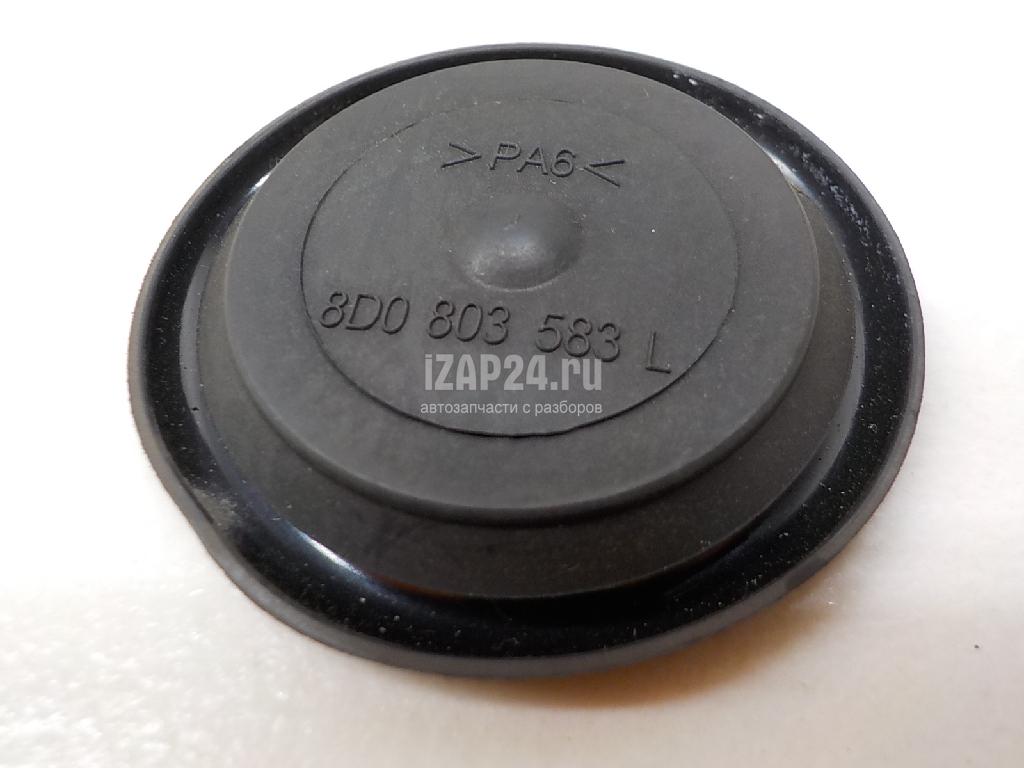 >PA6<
8D0 803 583 L
iZAP24.ru
автозапчасти с разборов